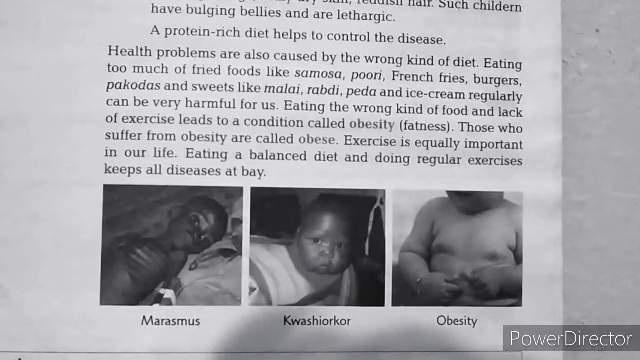 skin, reddish hair. Such childern
have bulging bellies and are lethargic.
A protein-rich diet helps to control the disease.
Health problems are also caused by the wrong kind of diet. Eating
too much of fried foods like samosa, poori, French fries, burgers,
pakodas and sweets like malai, rabdi, peda and ice-cream regularly
can be very harmful for us. Eating the wrong kind of food and lack
of exercise leads to a condition called obesity (fatness). Those who
suffer from obesity are called obese. Exercise is equally important
in our life. Eating a balanced diet and doing regular exercises
keeps all diseases at bay.
Marasmus
Kwashiorkor
Obesity
PowerDirector